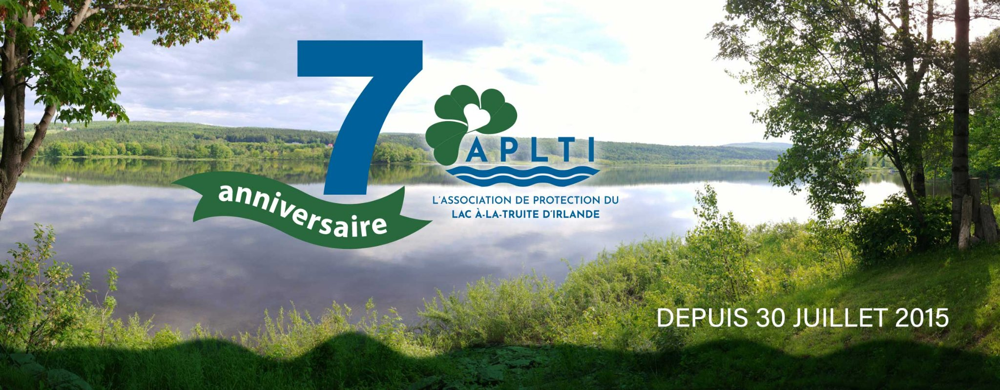 7
anniversaire
APLTI
L'ASSOCIATION DE PROTECTION DU
LAC À-LA-TRUITE D'IRLANDE
DEPUIS 30 JUILLET 2015